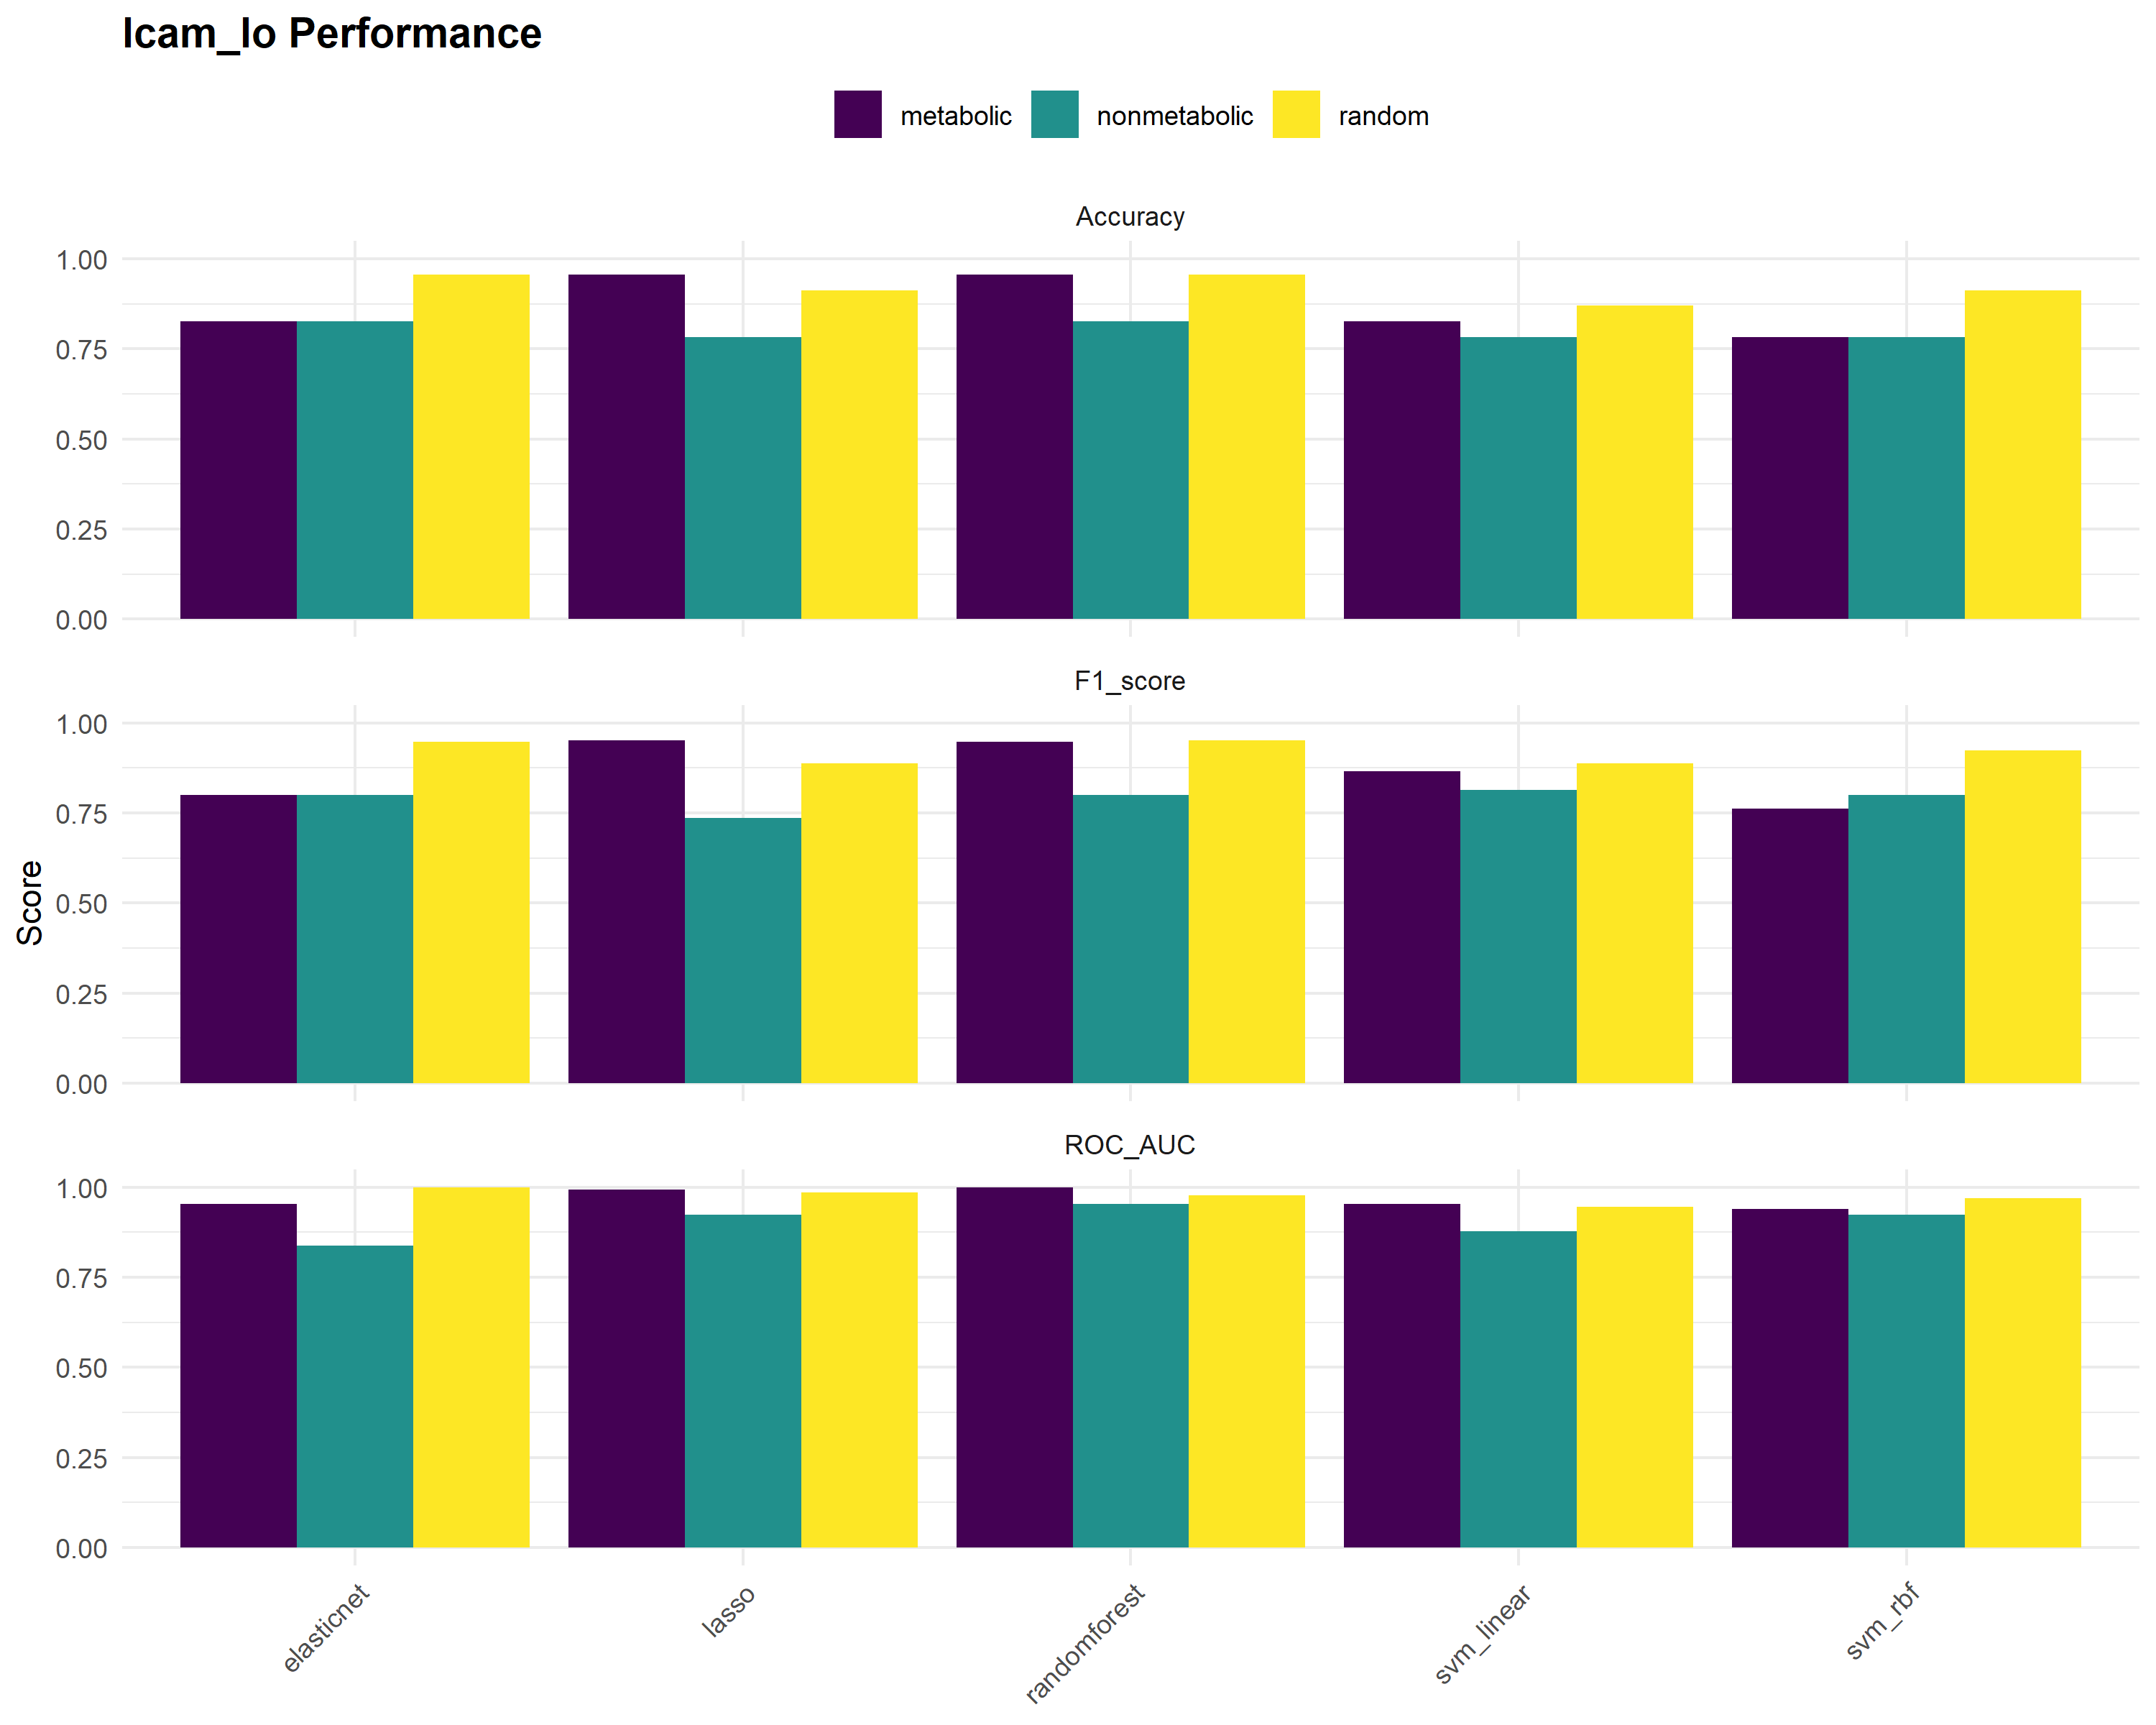 Icam_lo Performance
metabolic nonmetabolic random
Accuracy
1.00
0.75
0.50
0.25
0.00
F1_score
1.00
0.75
0.50
0.25
0.00
Score
ROC_AUC
1.00
0.75
0.50
0.25
0.00
elasticnet lasso randomforest svm_linear svm_rbf